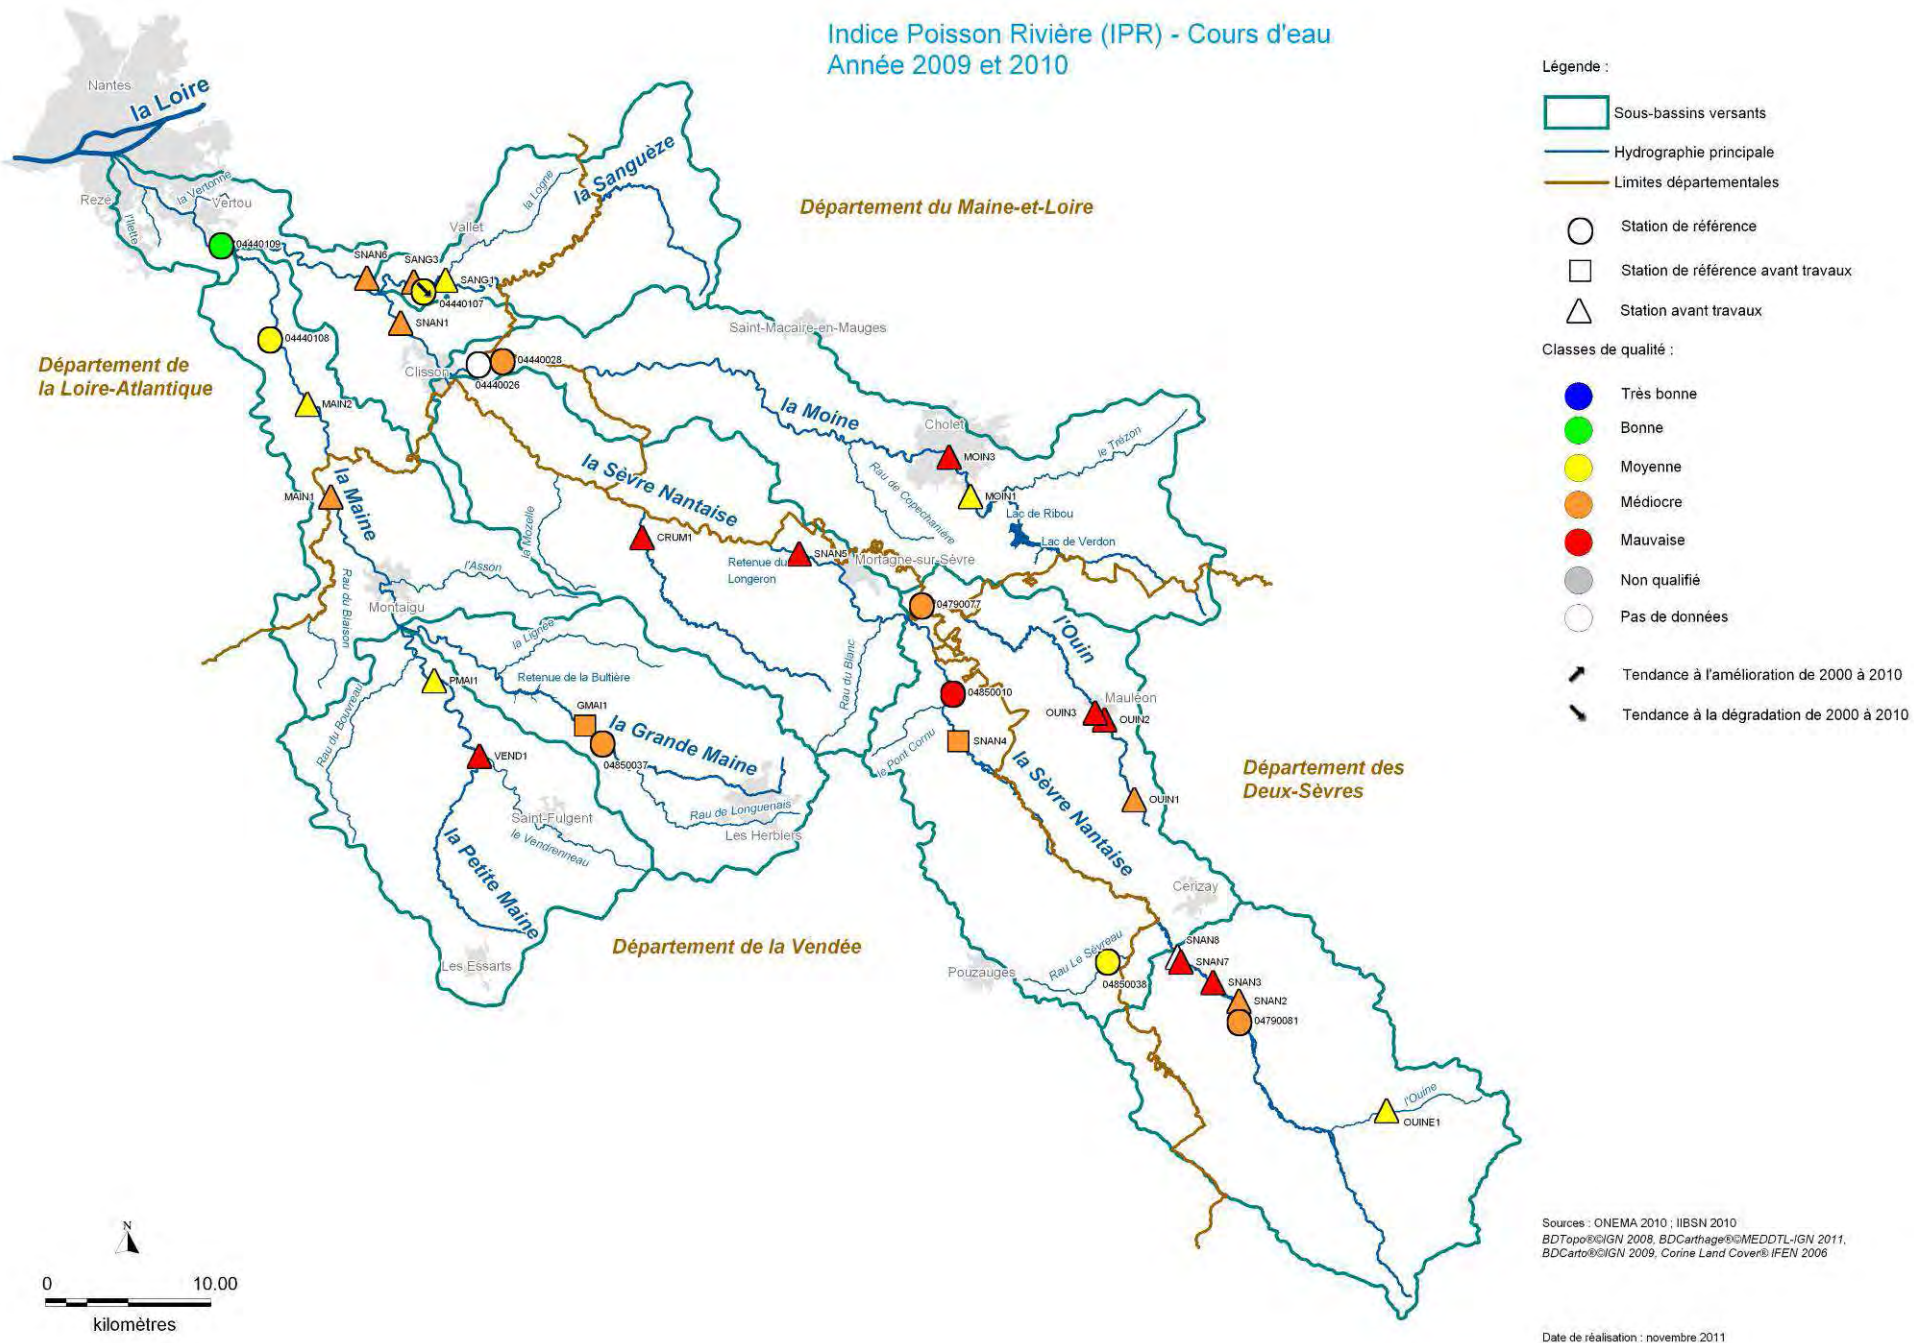 Indice Poisson Rivière (IPR) - Cours d'eau
Année 2009 et 2010
Nantes
la Loire
Rezé
la Vertonne
Vertou
l'Ilette
04440109
Vallet
la Logne
la Sanguèze
Département du Maine-et-Loire
SNAN6
SANG3
SANG1
04440107
SNAN1
04440108
Département de
la Loire-Atlantique
Clisson
04440028
04440026
Saint-Macaire-en-Mauges
MAIN2
la Moine
Cholet
MOIN3
le Trézon
MOIN1
Rau de Copechanière
Lac de Ribou
Lac de Verdon
la Sèvre Nantaise
MAIN1
la Maine
la Mozelle
CRUM1
SNAN5
Retenue du
Longeron
Mortagne-sur-Sèvre
l'Asson
Montaigu
Rau du Blaison
04790077
l'Ouin
la Lignée
Rau du Blanc
Retenue de la Bultière
PMAI1
Rau du Bouvreau
GMAI1
la Grande Maine
04850037
04850010
Mauléon
OUIN3
OUIN2
SNAN4
le Pont Cornu
VEND1
la Sèvre Nantaise
Département des
Deux-Sèvres
OUIN1
Rau de Longuenais
Les Herbiers
Saint-Fulgent
le Vendrenneau
la Petite Maine
Cerizay
Les Essarts
Département de la Vendée
Pouzauges
Rau Le Sévreau
04850038
SNAN8
SNAN7
SNAN3
SNAN2
04790081
l'Ouine
OUINE1
N
0 10.00
kilomètres
Légende :
Sous-bassins versants
Hydrographie principale
Limites départementales
Station de référence
Station de référence avant travaux
Station avant travaux
Classes de qualité :
Très bonne
Bonne
Moyenne
Médiocre
Mauvaise
Non qualifié
Pas de données
Tendance à l'amélioration de 2000 à 2010
Tendance à la dégradation de 2000 à 2010
Sources : ONEMA 2010 ; IIBSN 2010
BDTopo®©IGN 2008, BDCarthage®©MEDDTL-IGN 2011,
BDCarto®©IGN 2009, Corine Land Cover® IFEN 2006
Date de réalisation : novembre 2011